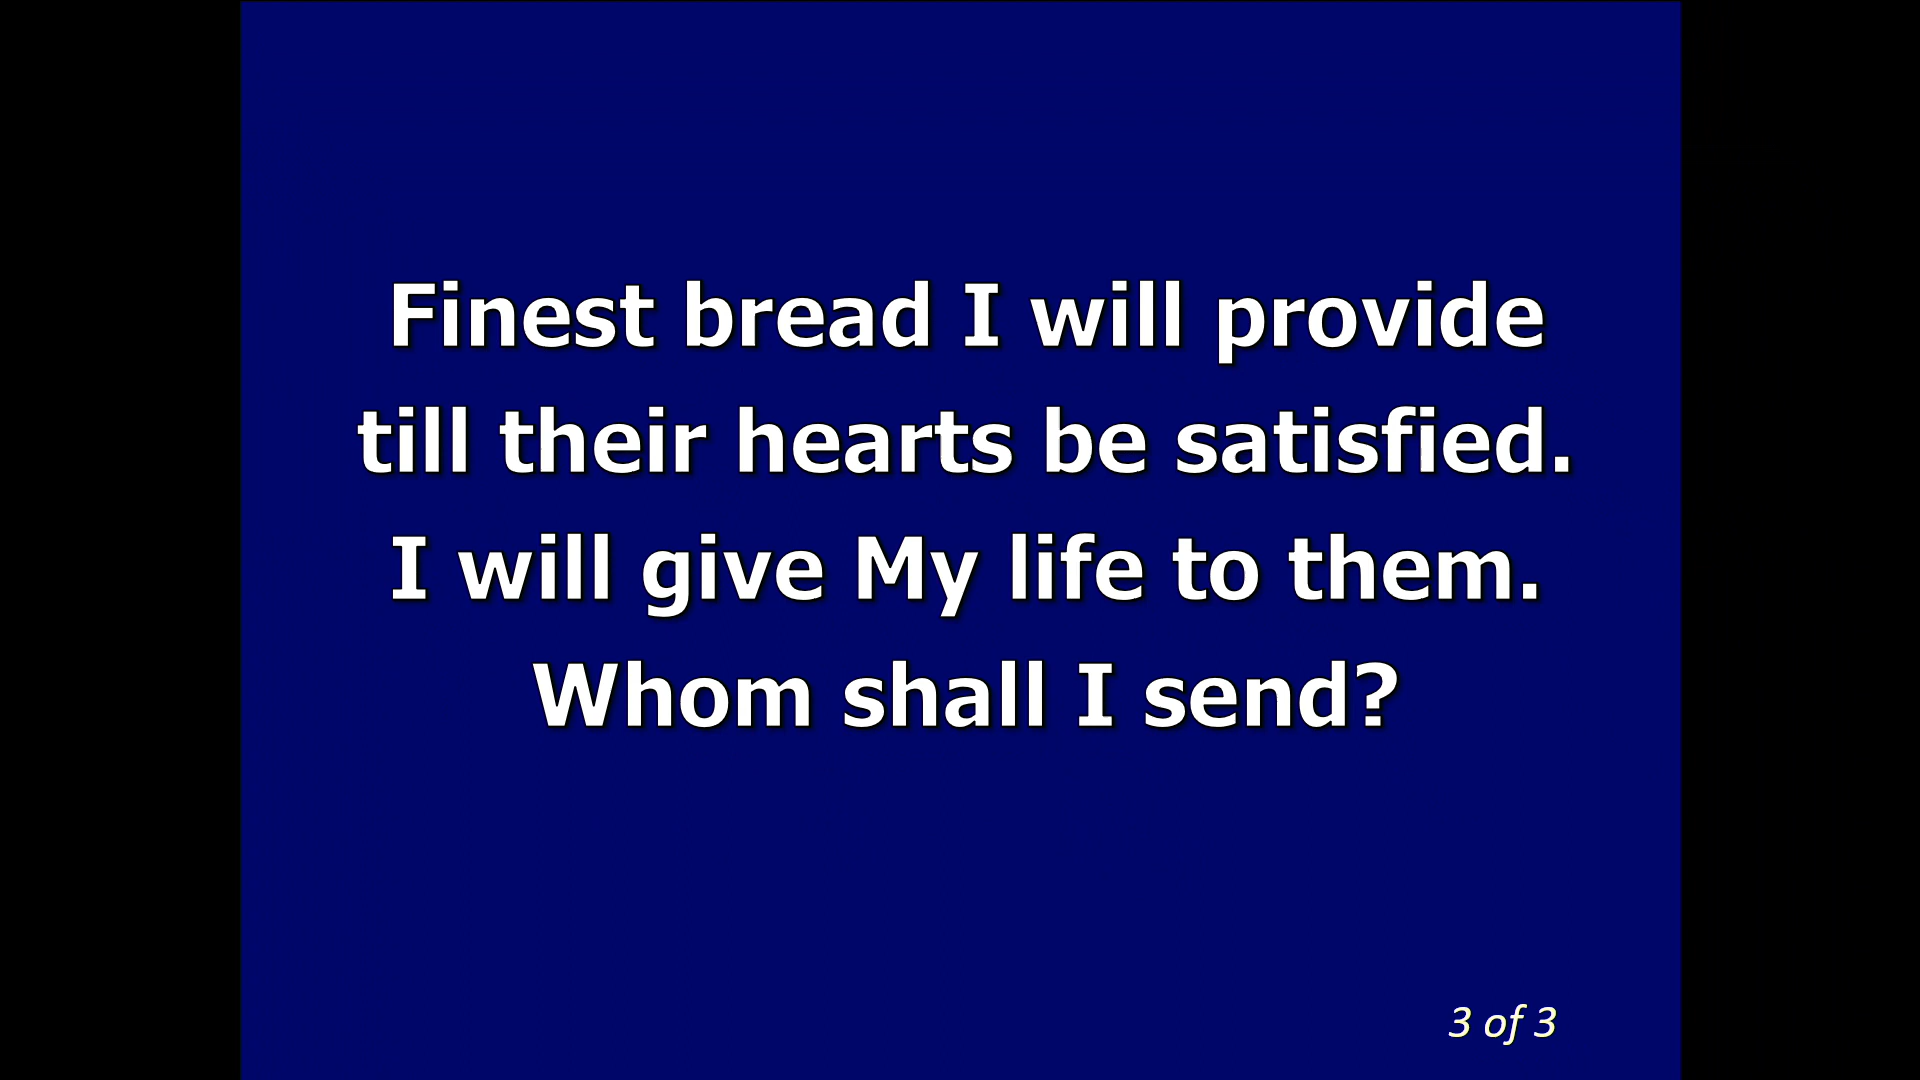 Finest bread I will provide
till their hearts be satisfied.
I will give My life to them.
Whom shall I send?
3 of 3